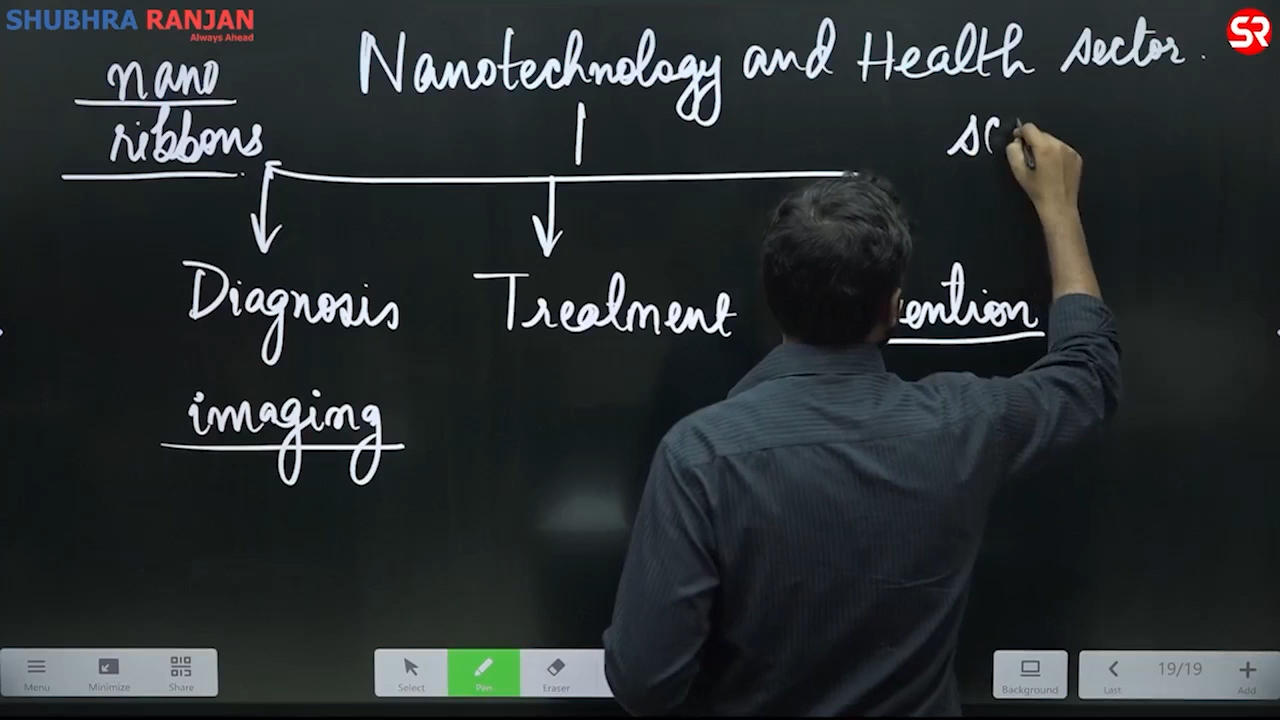 SHUBHRA RANJAN
Always Ahead
SR
Nanotechnology and Health sector.
nano
ribbons
Diagnosis
Treatment
imaging
Menu
Minimize
Share
Select
Pen
Eraser
Background
Last
19/19
Add